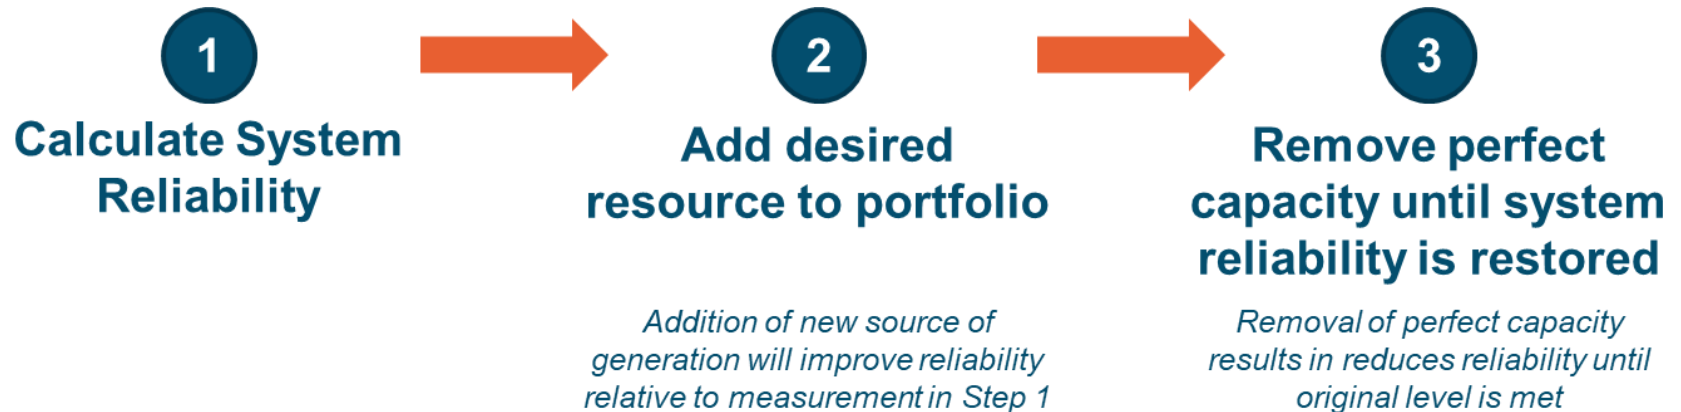 1
Calculate System
Reliability
2
Add desired
resource to portfolio
Addition of new source of
generation will improve reliability
relative to measurement in Step 1
3
Remove perfect
capacity until system
reliability is restored
Removal of perfect capacity
results in reduces reliability until
original level is met